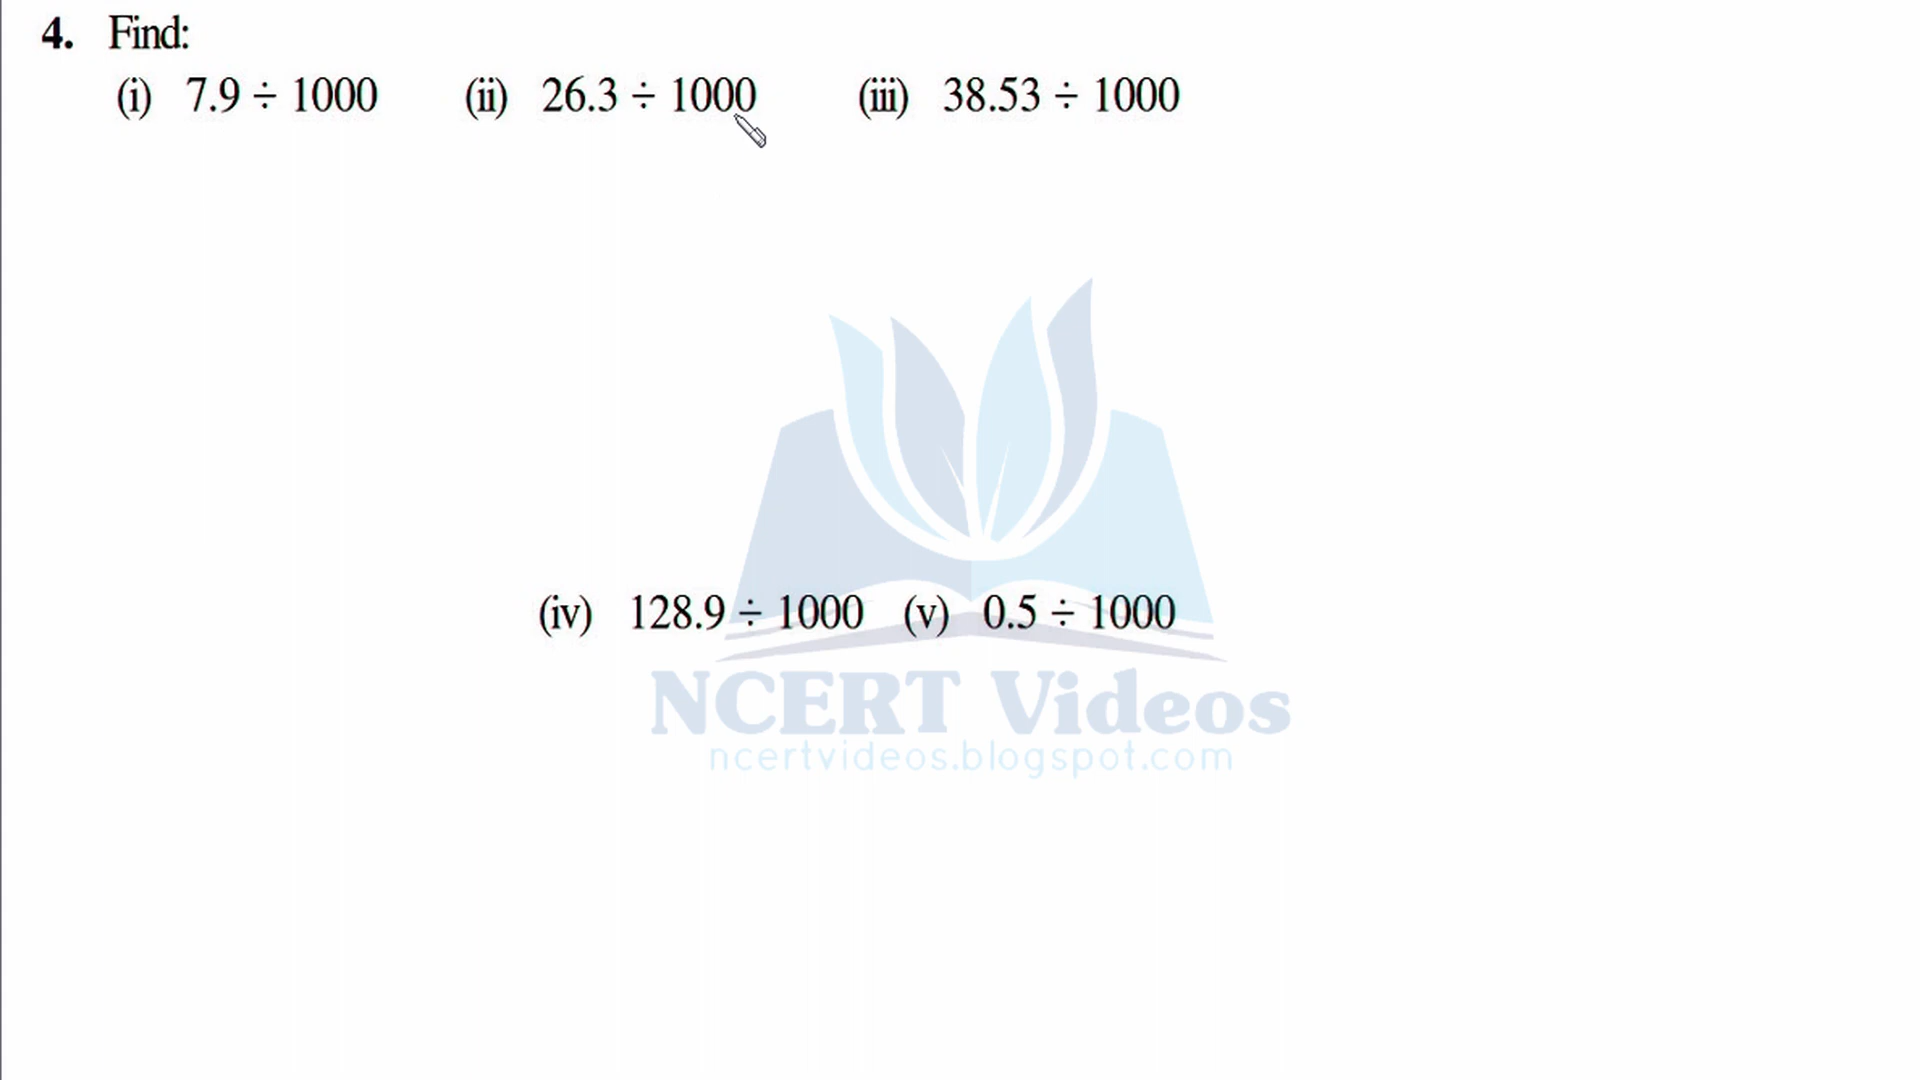 4. Find:
(i) 7.9 ÷ 1000 (ii) 26.3 ÷ 1000 (iii) 38.53 ÷ 1000
(iv) 128.9 ÷ 1000 (v) 0.5 ÷ 1000
NCERT Videos
ncertvideos.blogspot.com